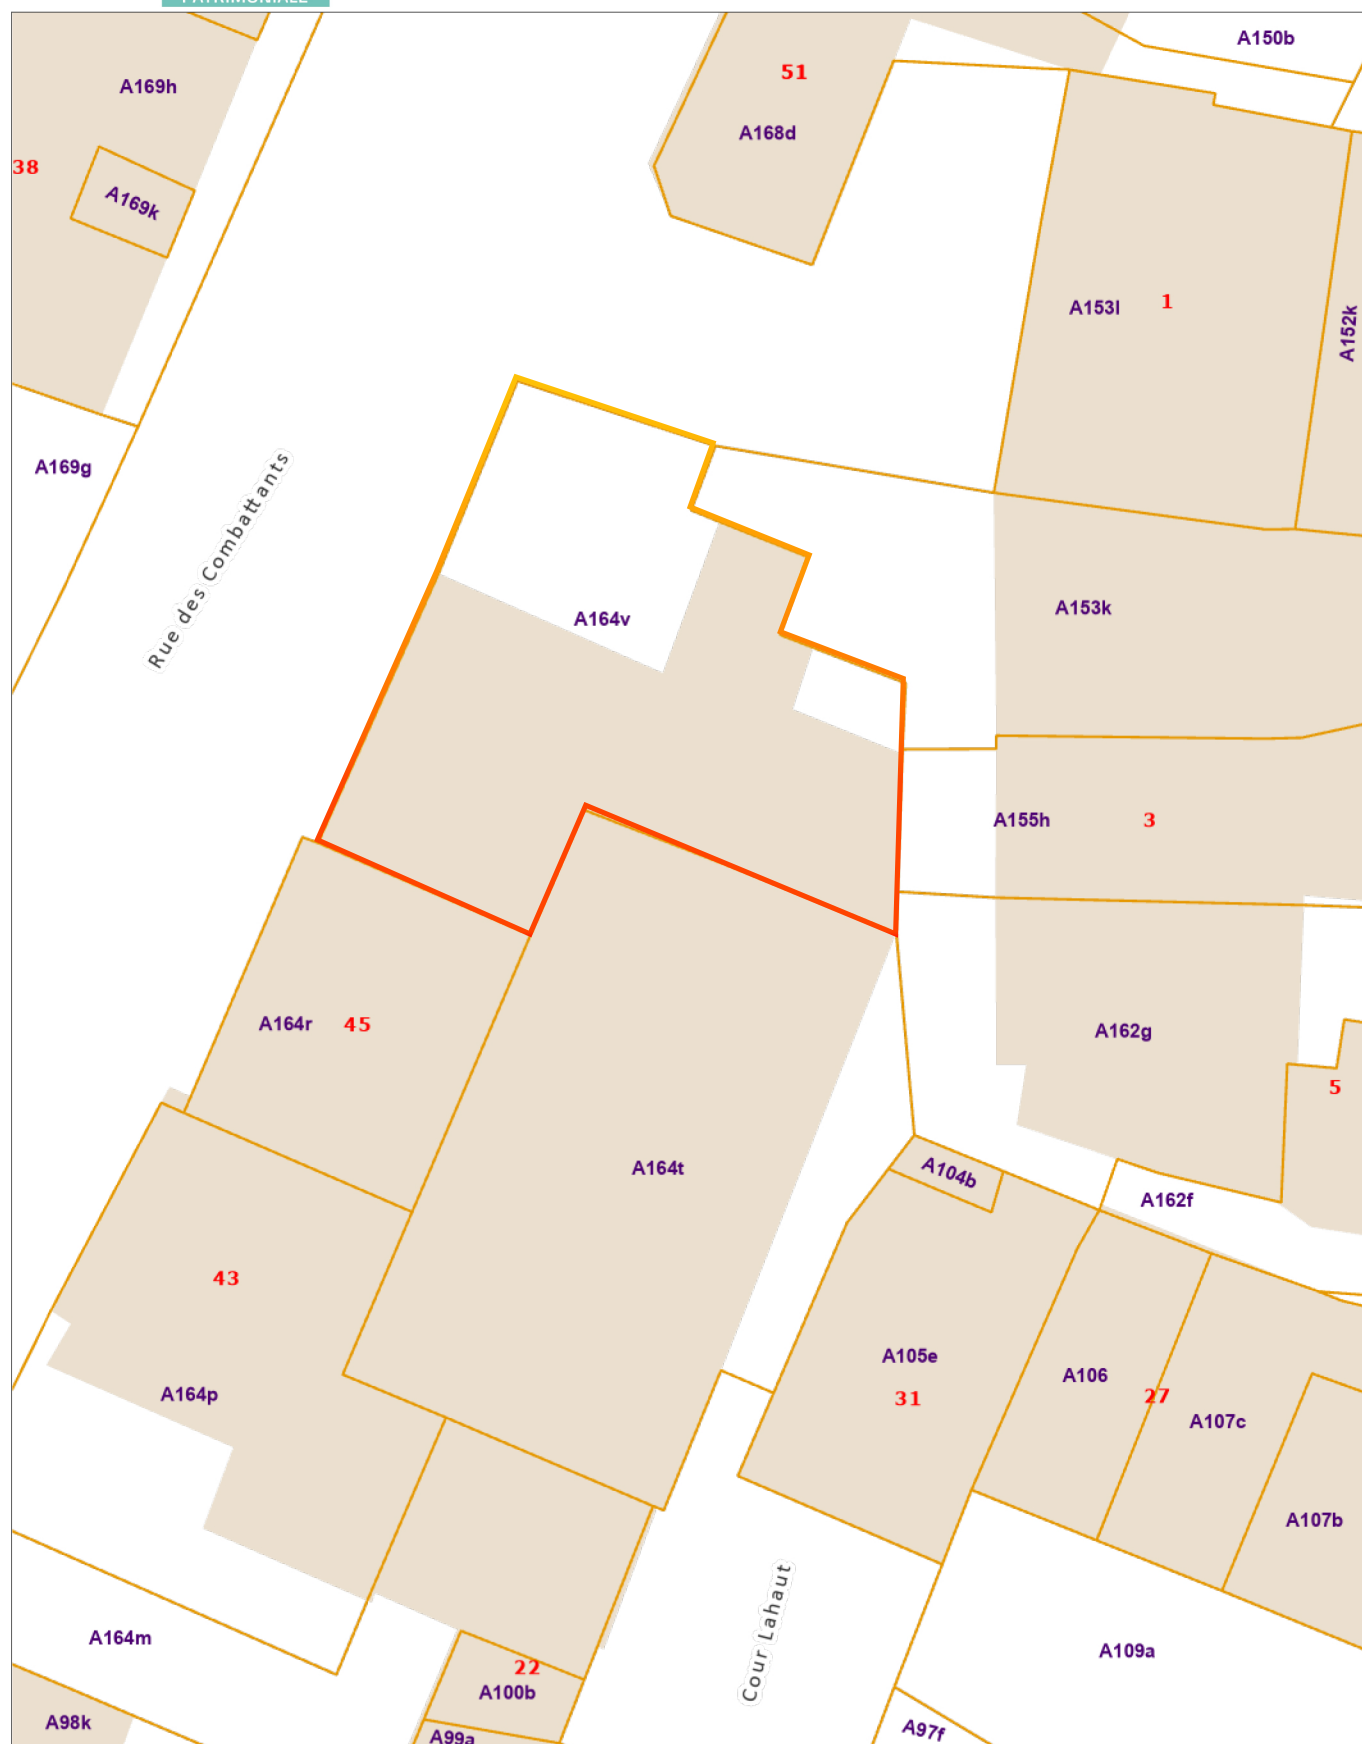 PATRIMONIALE
A150b
51
A169h
A168d
38
A169k
1
A153l
A152k
A169g
Rue des Combattants
A153k
A164v
A155h
3
A164r
45
A162g
5
A164t
A104b
A162f
43
A105e
A106
A164p
31
27
A107c
A107b
Cour Lahaut
A164m
A109a
22
A100b
A98k
A97f
A99a